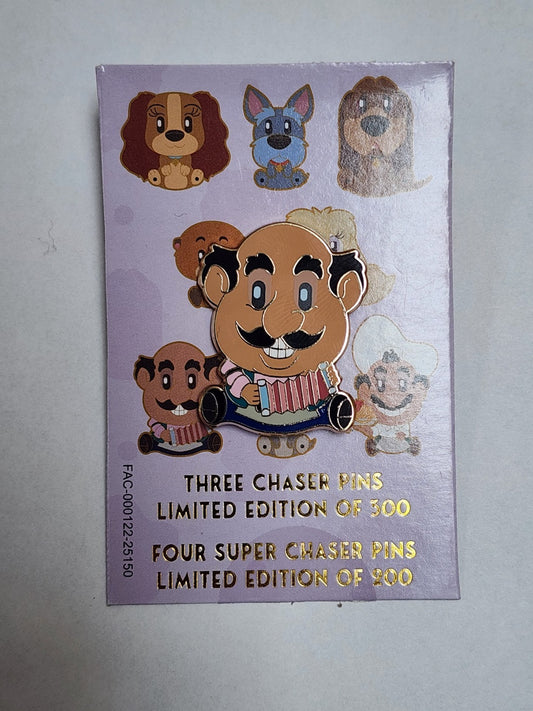 THREE CHASER PINS
LIMITED EDITION OF 300
FOUR SUPER CHASER PINS
LIMITED EDITION OF 200
FAC-000122-25150